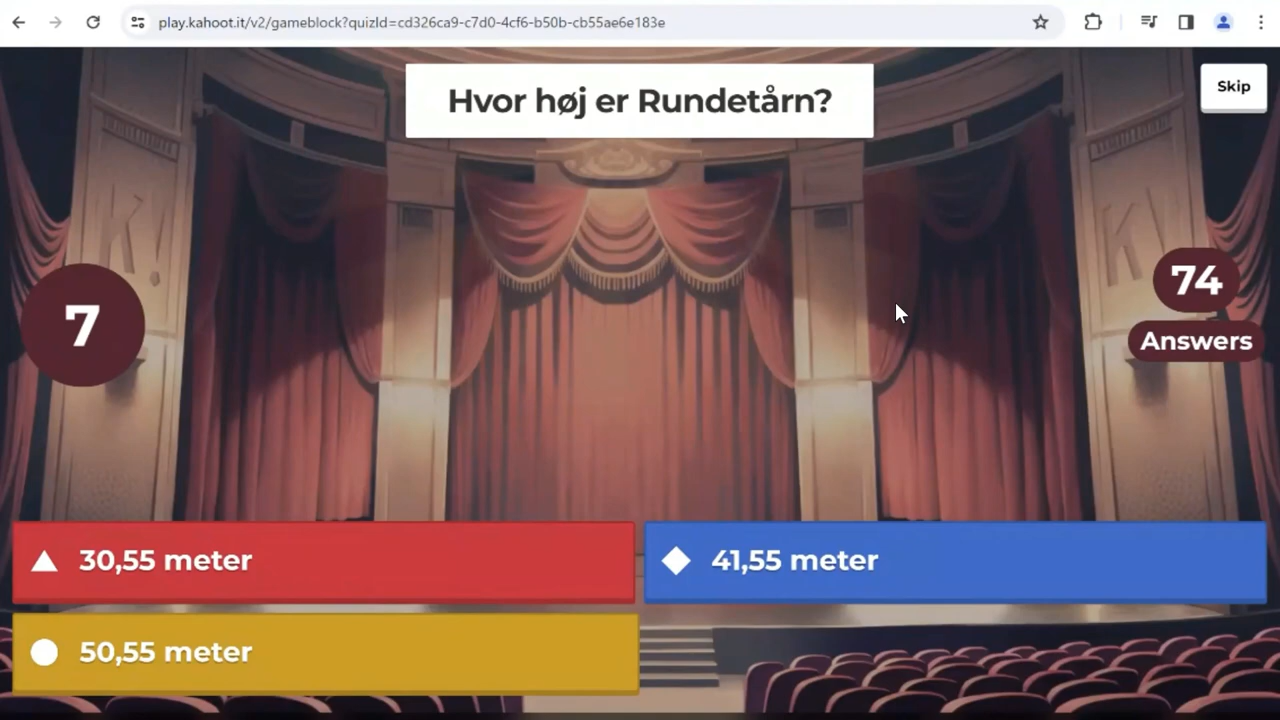 play.kahoot.it/v2/gameblock?quizId=cd326ca9-c7d0-4cf6-b50b-cb55ae6e183e
Hvor høj er Rundetårn?
Skip
K!
K!
7
74
Answers
30,55 meter
41,55 meter
50,55 meter